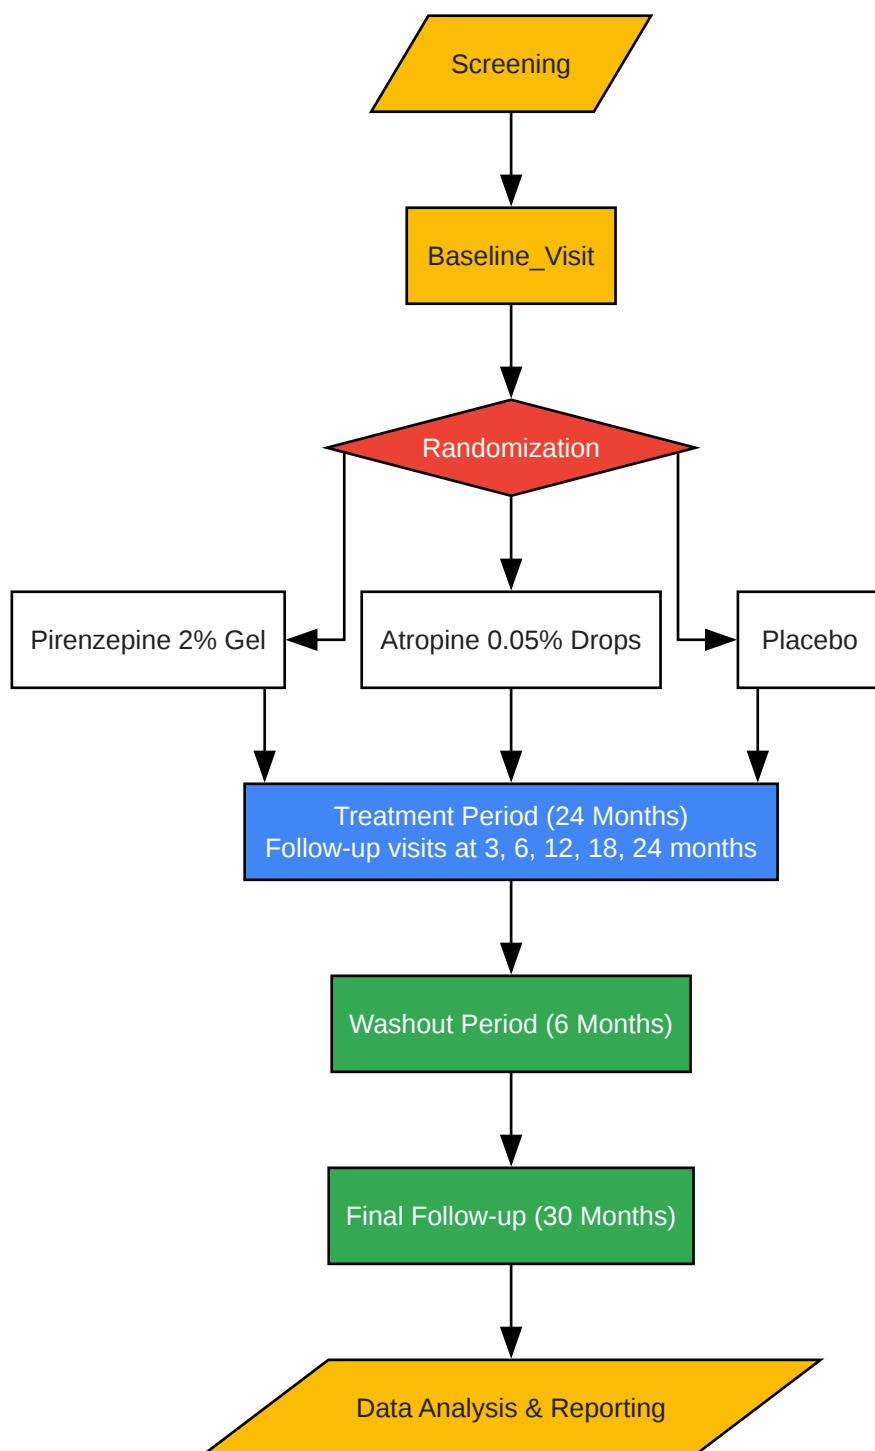 Screening
Baseline_Visit
Randomization
Pirenzepine 2% Gel
Atropine 0.05% Drops
Placebo
Treatment Period (24 Months)
Follow-up visits at 3, 6, 12, 18, 24 months
Washout Period (6 Months)
Final Follow-up (30 Months)
Data Analysis & Reporting